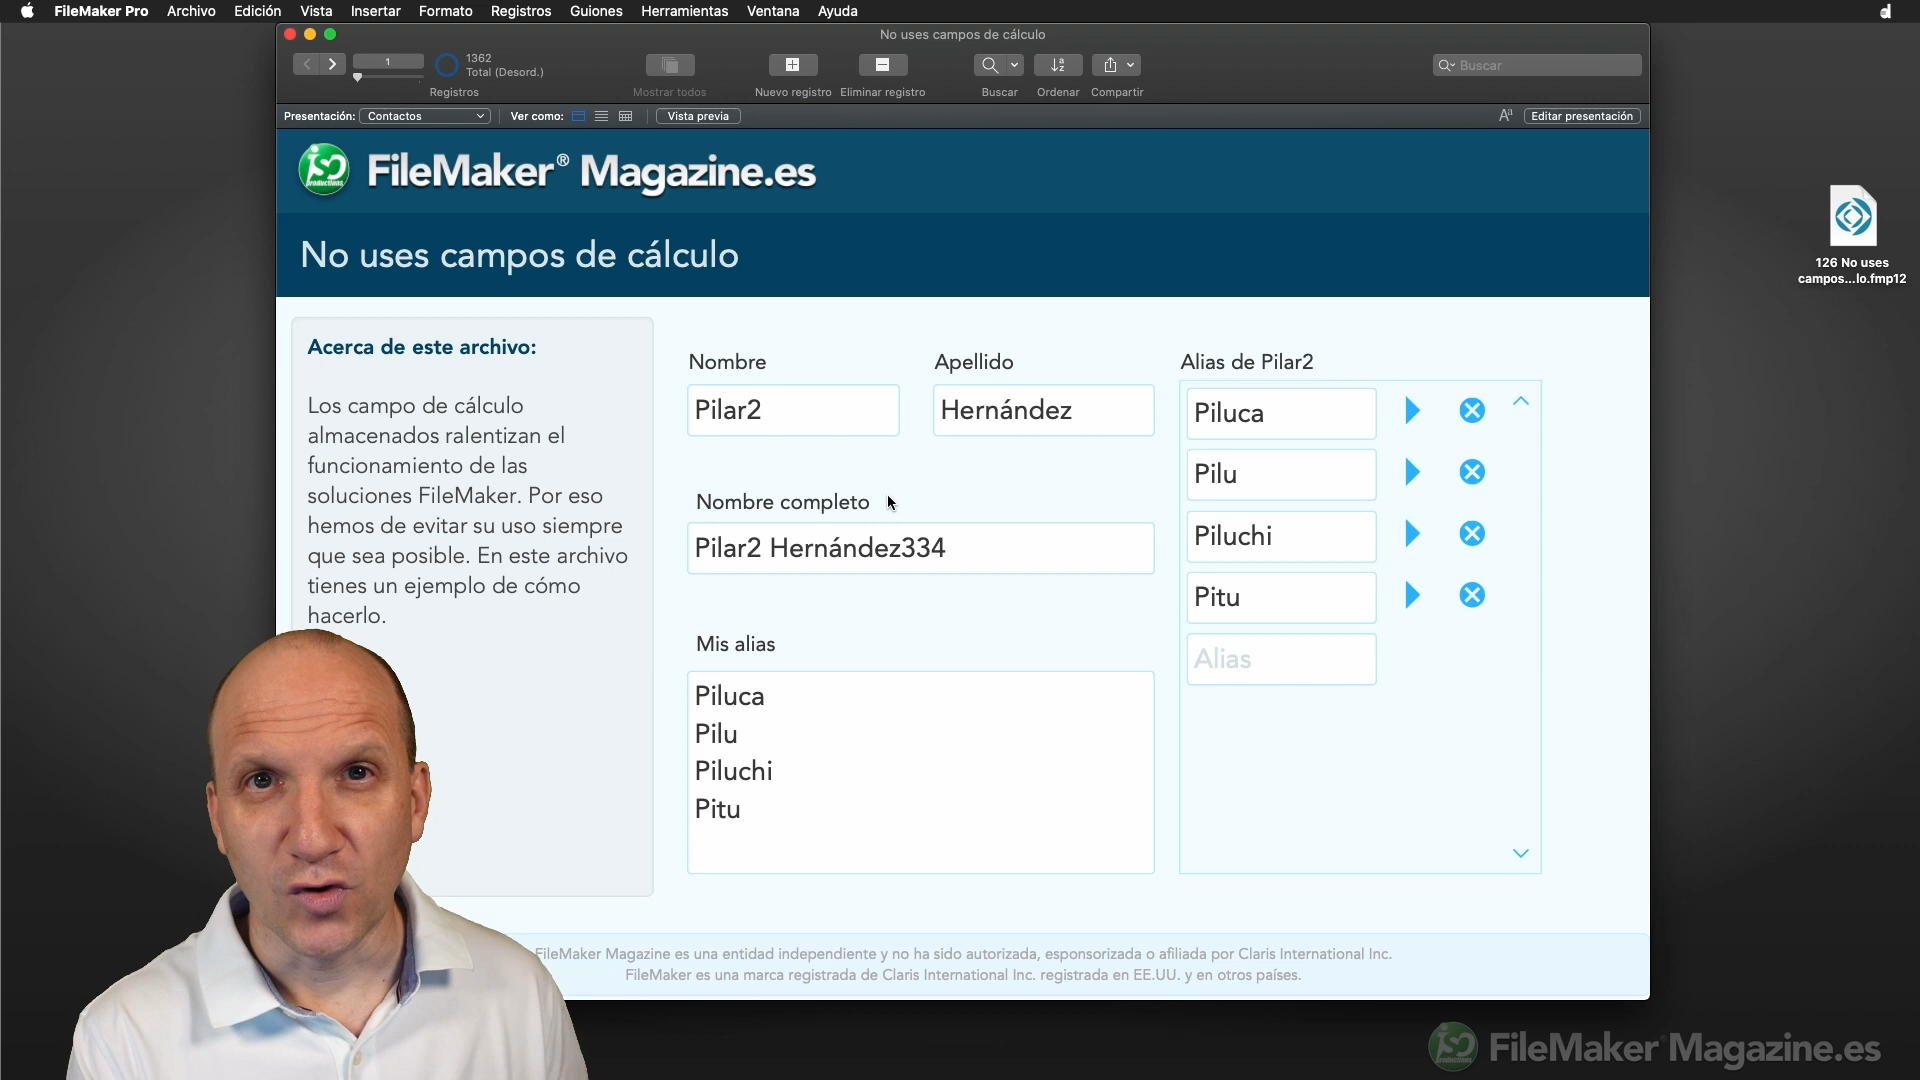 FileMaker Pro Archivo Edición Vista Insertar Formato Registros Guiones Herramientas Ventana Ayuda
No uses campos de cálculo
1
1362
Total (Desord.)
Registros
Mostrar todos
Nuevo registro
Eliminar registro
Buscar
Ordenar
Compartir
Buscar
Presentación: Contactos
Ver como:
Vista previa
Aa
Editar presentación
iso
productions
FileMaker® Magazine.es
No uses campos de cálculo
126 No uses
campos...lo.fmp12
Acerca de este archivo:
Los campo de cálculo
almacenados ralentizan el
funcionamiento de las
soluciones FileMaker. Por eso
hemos de evitar su uso siempre
que sea posible. En este archivo
tienes un ejemplo de cómo
hacerlo.
Nombre
Pilar2
Apellido
Hernández
Nombre completo
Pilar2 Hernández334
Mis alias
Piluca
Pilu
Piluchi
Pitu
Alias de Pilar2
Piluca
Pilu
Piluchi
Pitu
Alias
FileMaker Magazine es una entidad independiente y no ha sido autorizada, esponsorizada o afiliada por Claris International Inc.
FileMaker es una marca registrada de Claris International Inc. registrada en EE.UU. y en otros países.
iso
productions
FileMaker Magazine.es